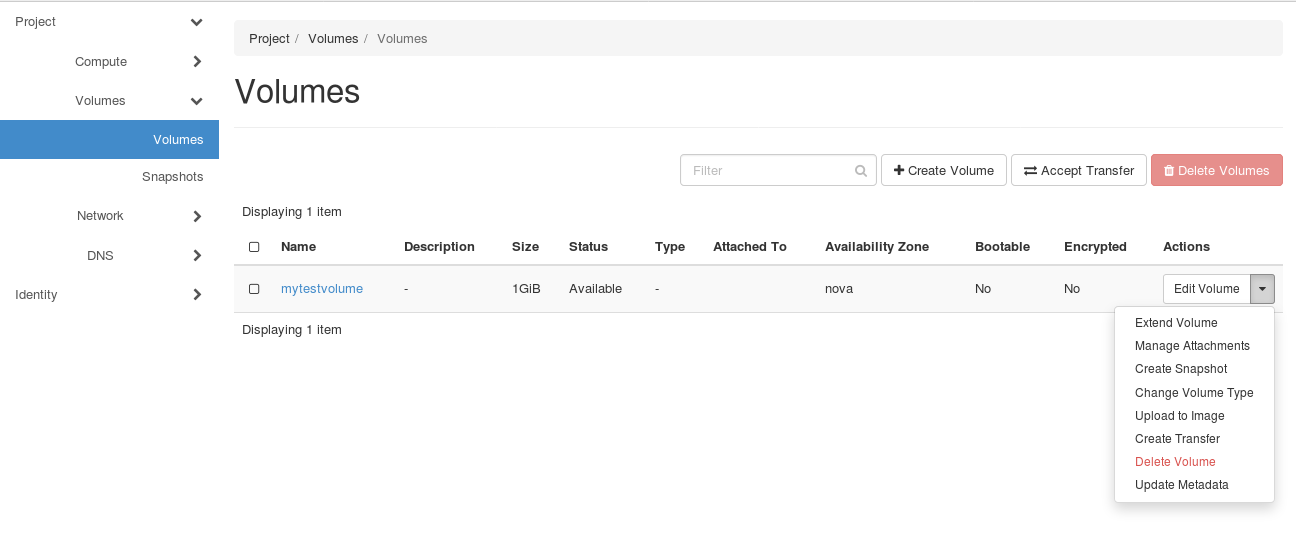 Project
Compute
Volumes
Volumes
Snapshots
Network
DNS
Identity
Project / Volumes / Volumes
Volumes
Filter Create Volume Accept Transfer Delete Volumes
Displaying 1 item
Name Description Size Status Type Attached To Availability Zone Bootable Encrypted Actions
mytestvolume - 1GiB Available - nova No No Edit Volume
Displaying 1 item
Extend Volume
Manage Attachments
Create Snapshot
Change Volume Type
Upload to Image
Create Transfer
Delete Volume
Update Metadata